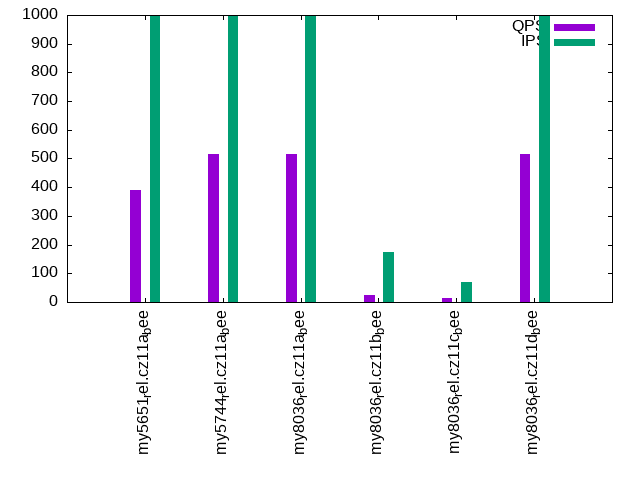 1000
900
800
700
600
500
400
300
200
100
0
QPS
IPS
my5651rel.cz11abee
my5744rel.cz11abee
my8036rel.cz11abee
my8036rel.cz11bbee
my8036rel.cz11cbee
my8036rel.cz11dbee